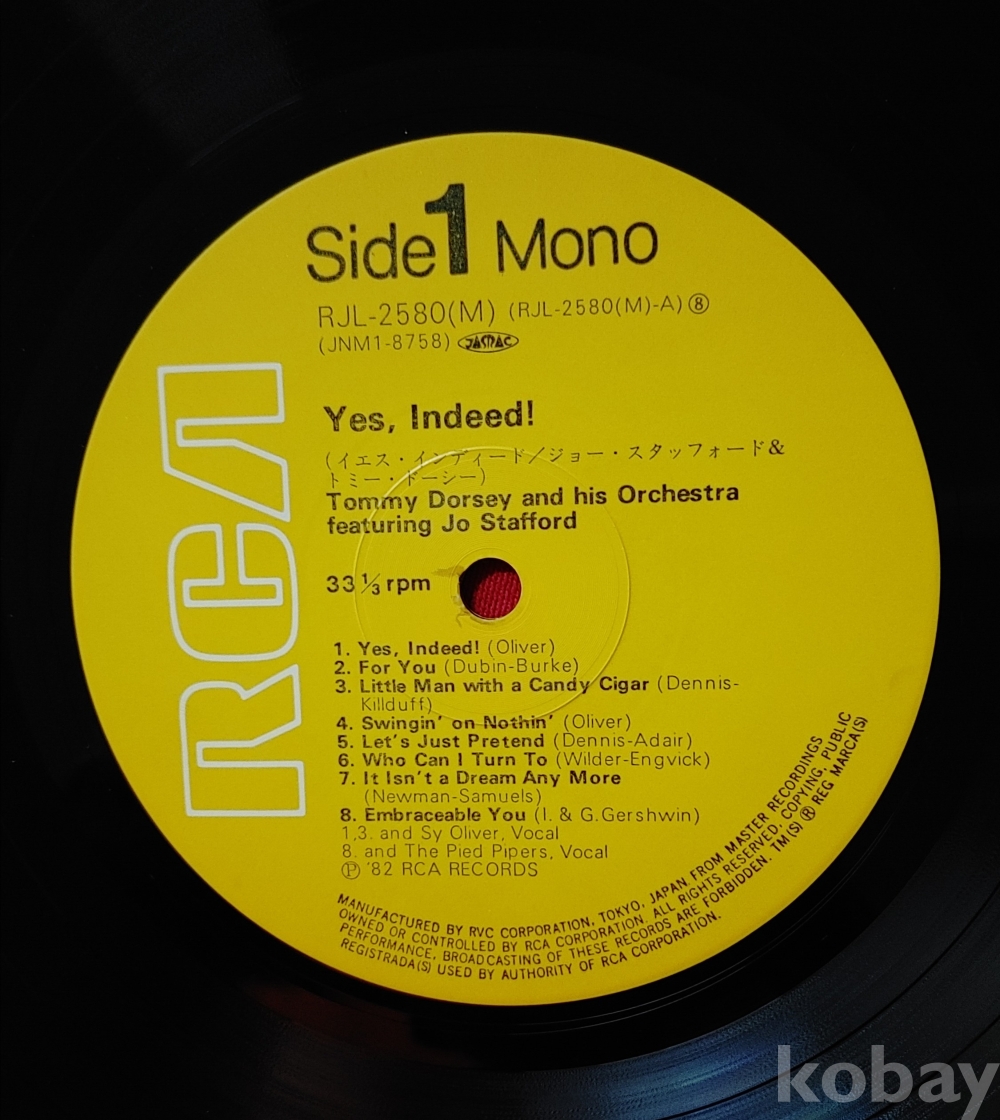 Side 1 Mono
RJL-2580(M) (RJL-2580(M)-A) ⑧
(JNM1-8758) JASRAC
RCA
Yes, Indeed!
(イエス・インディード/ジョー・スタッフォード&
トミー・ドーシー)
Tommy Dorsey and his Orchestra
featuring Jo Stafford
33 1/3 rpm
1. Yes, Indeed! (Oliver)
2. For You (Dubin-Burke)
3. Little Man with a Candy Cigar (Dennis-
Killduff)
4. Swingin' on Nothin' (Oliver)
5. Let's Just Pretend (Dennis-Adair)
6. Who Can I Turn To (Wilder-Engvick)
7. It Isn't a Dream Any More
(Newman-Samuels)
8. Embraceable You (I. & G.Gershwin)
1,3. and Sy Oliver, Vocal
8. and The Pied Pipers, Vocal
Ⓟ '82 RCA RECORDS
MANUFACTURED BY RVC CORPORATION, TOKYO, JAPAN FROM MASTER RECORDINGS
OWNED OR CONTROLLED BY RCA CORPORATION. ALL RIGHTS RESERVED, COPYING, PUBLIC
PERFORMANCE, BROADCASTING OF THESE RECORDS ARE FORBIDDEN. TM(S) ® REG MARCA(S)
REGISTRADA(S) USED BY AUTHORITY OF RCA CORPORATION.
kobay